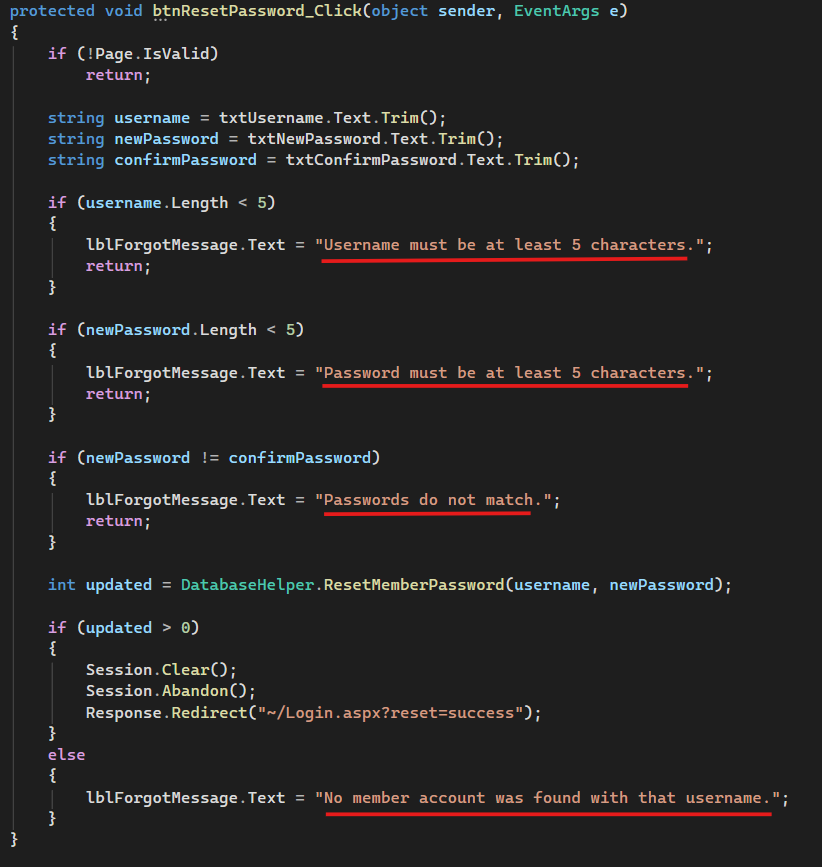 protected void btnResetPassword_Click(object sender, EventArgs e)
{
if (!Page.IsValid)
return;
string username = txtUsername.Text.Trim();
string newPassword = txtNewPassword.Text.Trim();
string confirmPassword = txtConfirmPassword.Text.Trim();
if (username.Length < 5)
{
lblForgotMessage.Text = "Username must be at least 5 characters.";
return;
}
if (newPassword.Length < 5)
{
lblForgotMessage.Text = "Password must be at least 5 characters.";
return;
}
if (newPassword != confirmPassword)
{
lblForgotMessage.Text = "Passwords do not match.";
return;
}
int updated = DatabaseHelper.ResetMemberPassword(username, newPassword);
if (updated > 0)
{
Session.Clear();
Session.Abandon();
Response.Redirect("~/Login.aspx?reset=success");
}
else
{
lblForgotMessage.Text = "No member account was found with that username.";
}
}